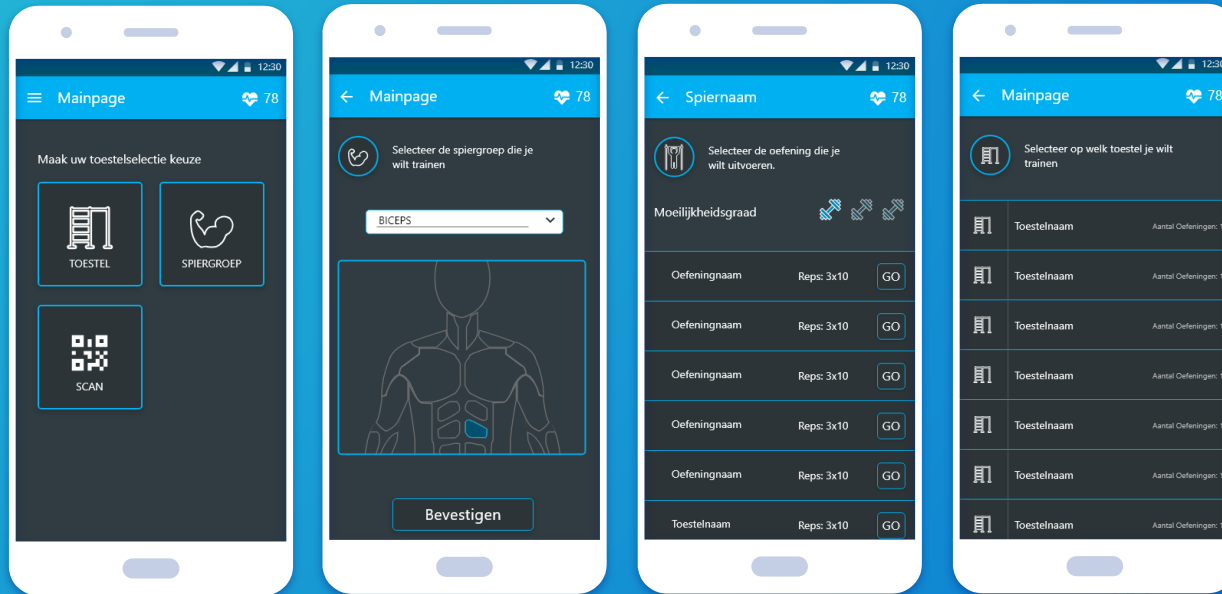 12:30
Mainpage
78
Maak uw toestelselectie keuze
TOESTEL
SPIERGROEP
SCAN
12:30
Mainpage
78
Selecteer de spiergroep die je
wilt trainen
BICEPS
Bevestigen
12:30
Spiernaam
78
Selecteer de oefening die je
wilt uitvoeren.
Moeilijkheidsgraad
Oefeningnaam Reps: 3x10 GO
Oefeningnaam Reps: 3x10 GO
Oefeningnaam Reps: 3x10 GO
Oefeningnaam Reps: 3x10 GO
Oefeningnaam Reps: 3x10 GO
Toestelnaam Reps: 3x10 GO
12:30
Mainpage
78
Selecteer op welk toestel je wilt
trainen
Toestelnaam Aantal Oefeningen:
Toestelnaam Aantal Oefeningen:
Toestelnaam Aantal Oefeningen:
Toestelnaam Aantal Oefeningen:
Toestelnaam Aantal Oefeningen:
Toestelnaam Aantal Oefeningen:
Toestelnaam Aantal Oefeningen: